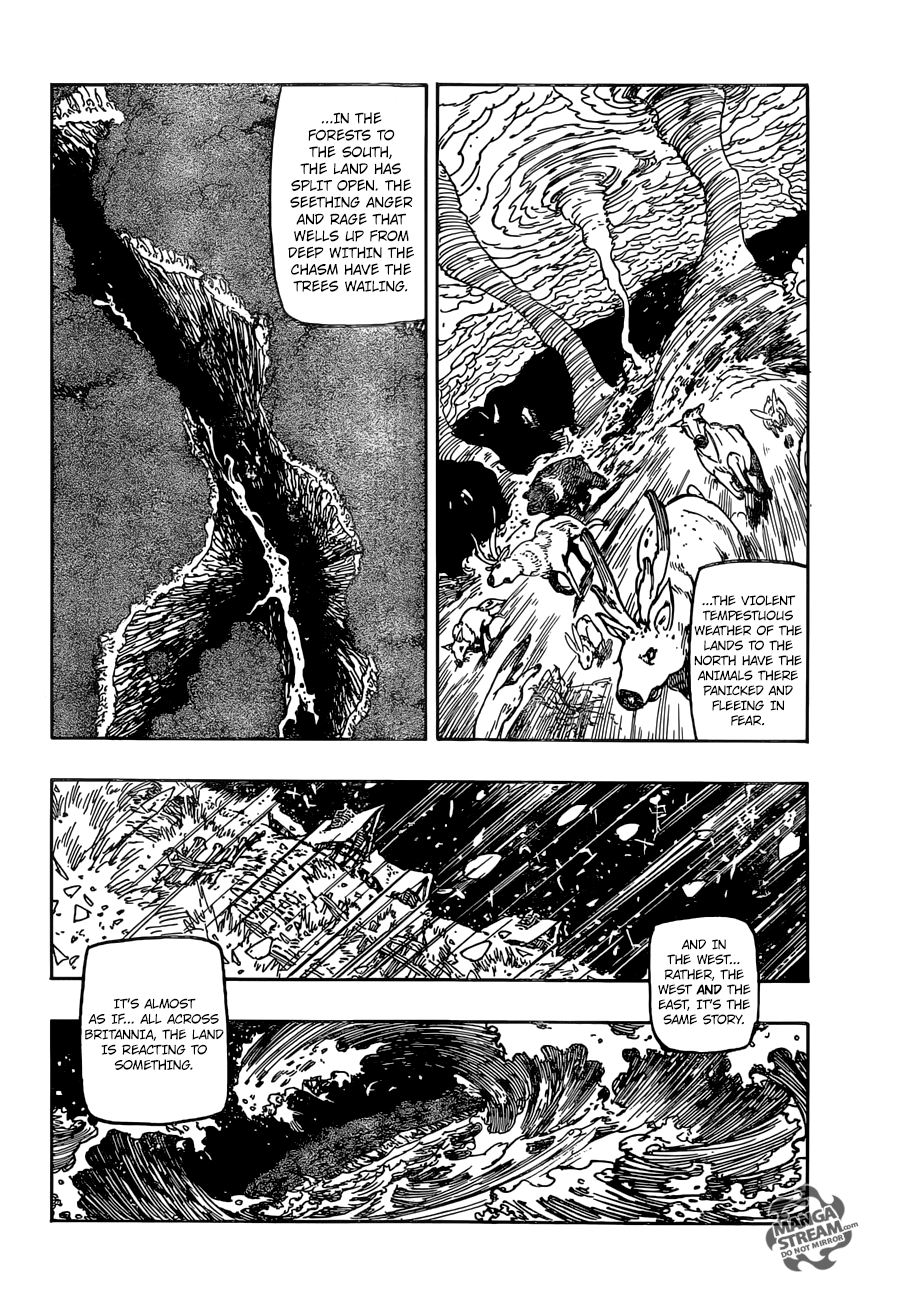 ...THE VIOLENT
TEMPESTUOUS
WEATHER OF THE
LANDS TO THE
NORTH HAVE THE
ANIMALS THERE
PANICKED AND
FLEEING IN
FEAR.
...IN THE
FORESTS TO
THE SOUTH,
THE LAND HAS
SPLIT OPEN. THE
SEETHING ANGER
AND RAGE THAT
WELLS UP FROM
DEEP WITHIN THE
CHASM HAVE THE
TREES WAILING.
AND IN
THE WEST...
RATHER, THE
WEST AND THE
EAST, IT'S THE
SAME STORY.
IT'S ALMOST
AS IF... ALL ACROSS
BRITANNIA, THE LAND
IS REACTING TO
SOMETHING.
MANGA
STREAM.com
DO NOT MIRROR